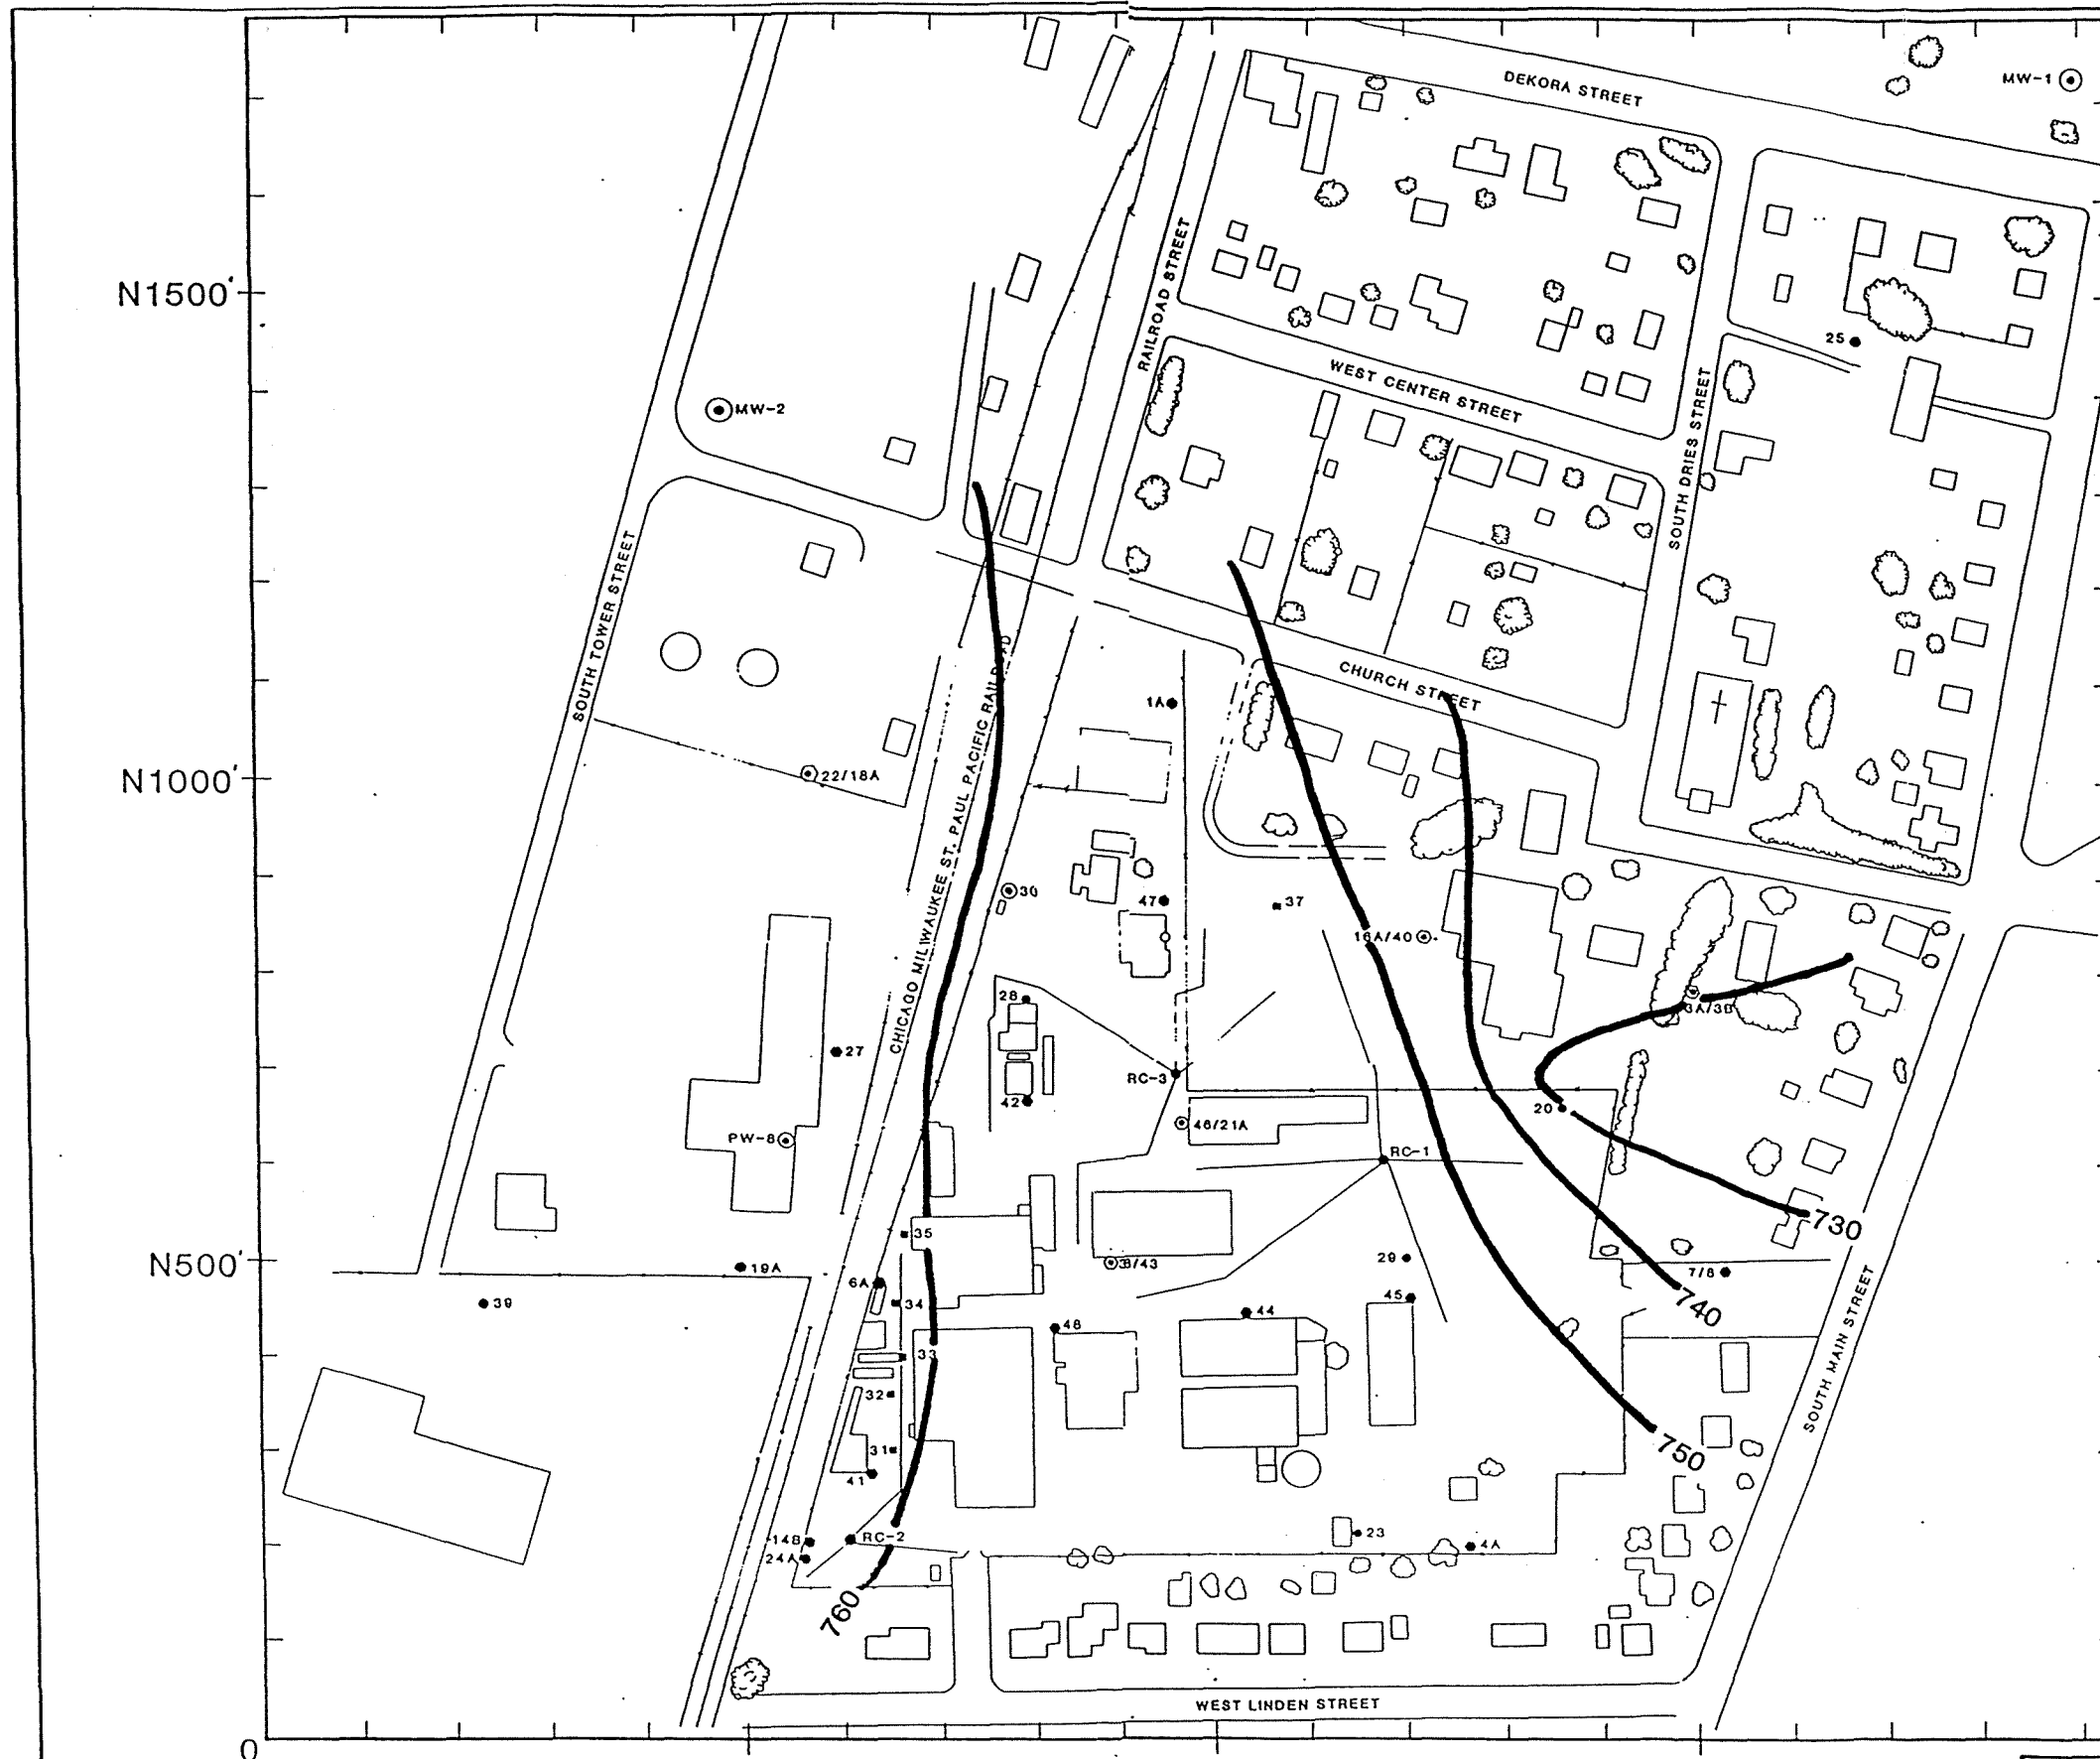 DEKORA STREET
MW-1
N1500'
RAILROAD STREET
25
WEST CENTER STREET
MW-2
SOUTH DRIES STREET
SOUTH TOWER STREET
CHURCH STREET
1A
CHICAGO MILIWAUKEE ST. PAUL PACIFIC RAILROAD
N1000'
22/18A
30
47
37
16A/40
28
3A/3B
27
RC-3
42
20
46/21A
PW-8
RC-1
730
35
N500'
19A
38/43
29
7/8
6A
39
34
45
740
44
48
33
32
SOUTH MAIN STREET
31
750
41
14B
RC-2
23
4A
24A
760
WEST LINDEN STREET
0